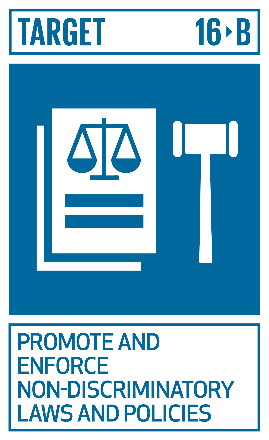 TARGET 16▸B
PROMOTE AND
ENFORCE
NON-DISCRIMINATORY
LAWS AND POLICIES